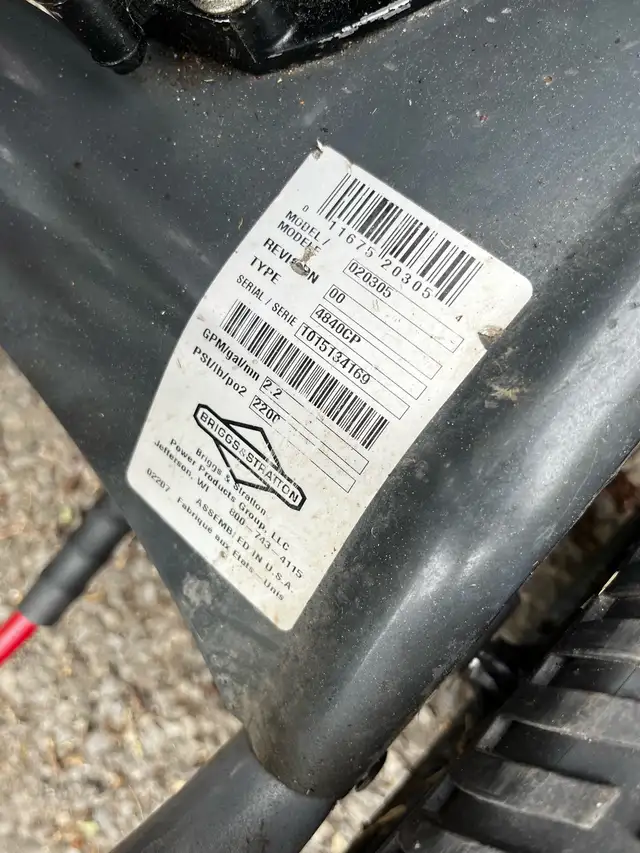 0 11675 20305 4
MODEL /
MODELE 020305
REVISION 00
TYPE 4840CP
SERIAL / SERIE 1015134169
GPM/gal/mn 2.2
PSI/lb/po2 2200
BRIGGS&STRATTON
Briggs & Stratton
Power Products Group, LLC
Jefferson, WI 800-743-4115
ASSEMBLED IN U.S.A
02207 Fabriqué aux États-Unis